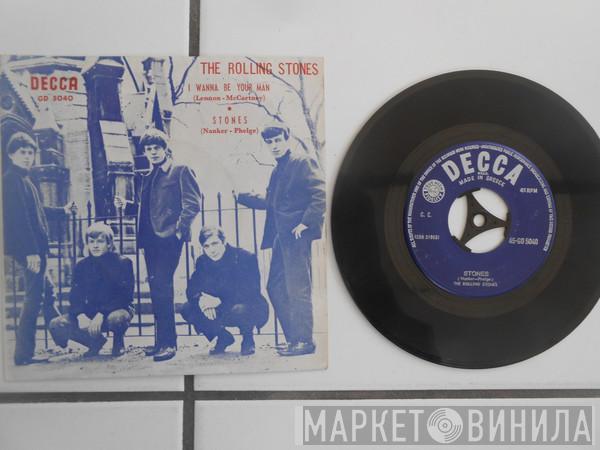 DECCA
GD 5040
THE ROLLING STONES
I WANNA BE YOUR MAN
(Lennon - McCartney)
STONES
(Nanker - Phelge)
DECCA
MADE IN GREECE
45 RPM
C. C.
45-GD 5040
STONES
(Nanker-Phelge)
THE ROLLING STONES
МАРКЕТ ВИНИЛА